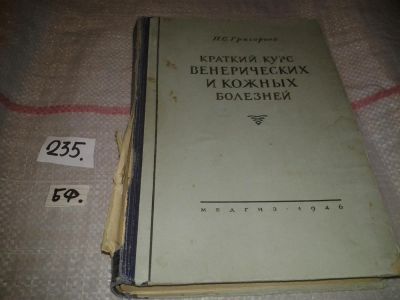 П. С. Григорьев
КРАТКИЙ КУРС
ВЕНЕРИЧЕСКИХ
И КОЖНЫХ
БОЛЕЗНЕЙ
МЕДГИЗ · 1946
235.
БФ.